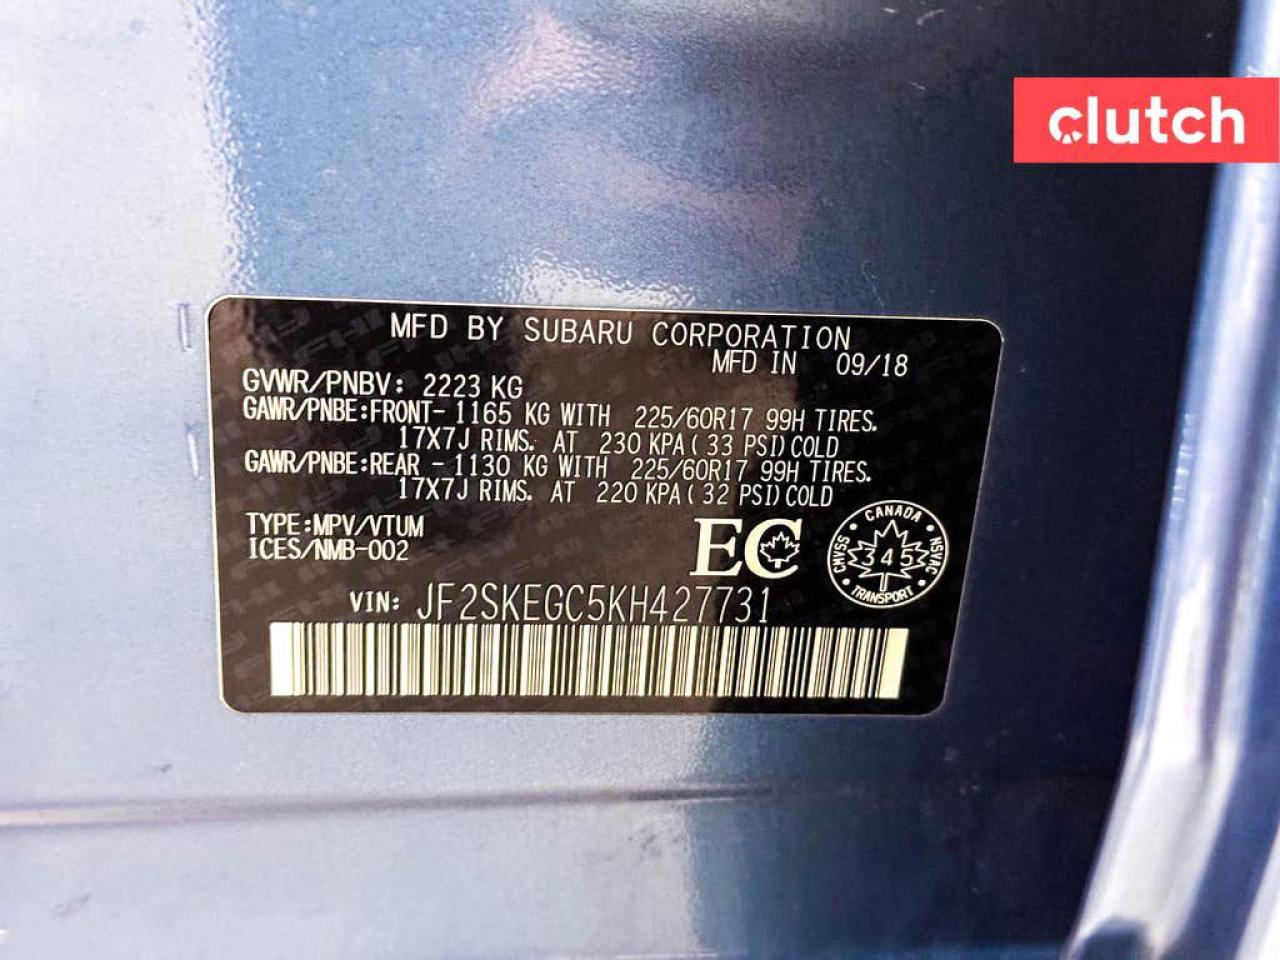 clutch
MFD BY SUBARU CORPORATION
MFD IN 09/18
GVWR/PNBV: 2223 KG
GAWR/PNBE:FRONT- 1165 KG WITH 225/60R17 99H TIRES.
17X7J RIMS. AT 230 KPA(33 PSI)COLD
GAWR/PNBE:REAR - 1130 KG WITH 225/60R17 99H TIRES.
17X7J RIMS. AT 220 KPA(32 PSI)COLD
TYPE:MPV/VTUM
ICES/NMB-002
EC
CANADA
CMVSS 345 NSVAC
TRANSPORT
VIN: JF2SKEGC5KH427731